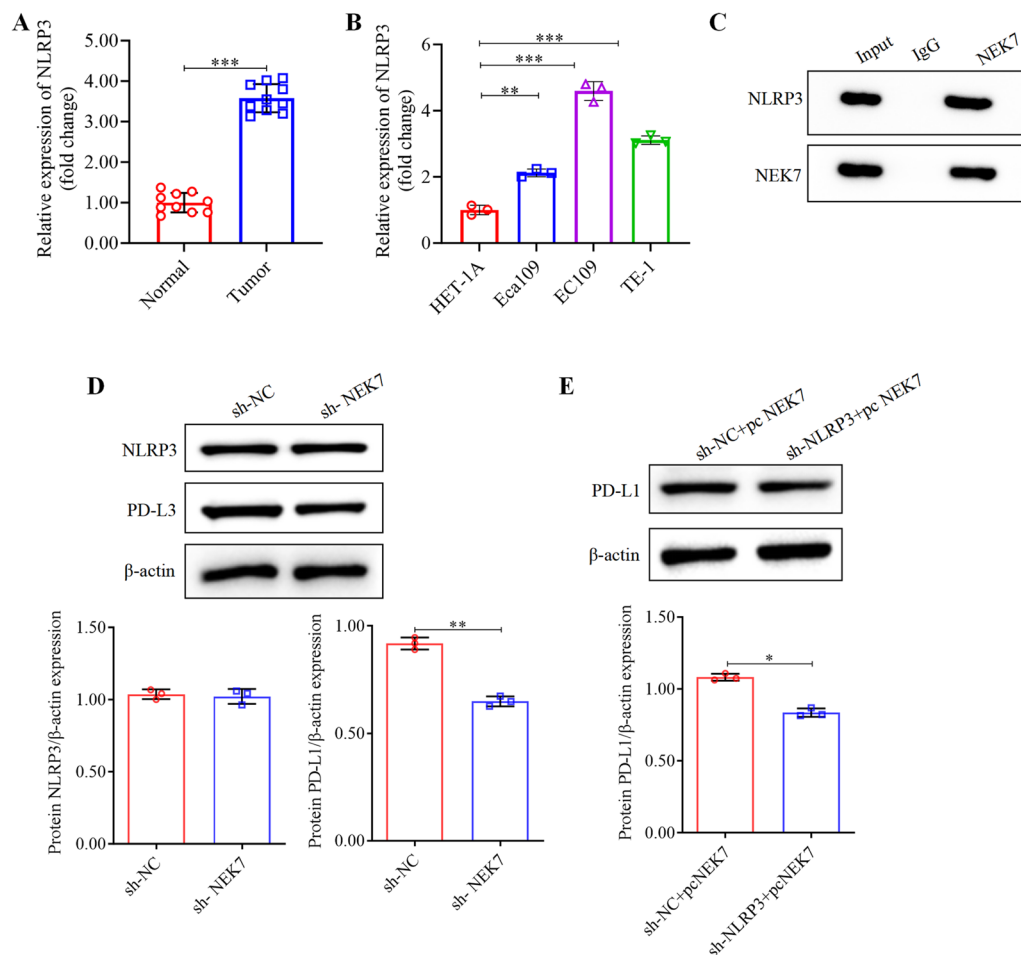 A
Relative expression of NLRP3
(fold change)
5.00
4.00
3.00
2.00
1.00
0.00
***
Normal
Tumor
B
Relative expression of NLRP3
(fold change)
6
4
2
0
***
***
**
HET-1A
Eca109
EC109
TE-1
C
Input
IgG
NEK7
NLRP3
NEK7
D
sh-NC
sh- NEK7
NLRP3
PD-L3
β-actin
Protein NLRP3/β-actin expression
1.50
1.00
0.50
0.00
sh-NC
sh- NEK7
Protein PD-L1/β-actin expression
1.00
0.50
0.00
**
sh-NC
sh- NEK7
E
sh-NC+pc NEK7
sh-NLRP3+pc NEK7
PD-L1
β-actin
Protein PD-L1/β-actin expression
1.50
1.00
0.50
0.00
*
sh-NC+pcNEK7
sh-NLRP3+pcNEK7